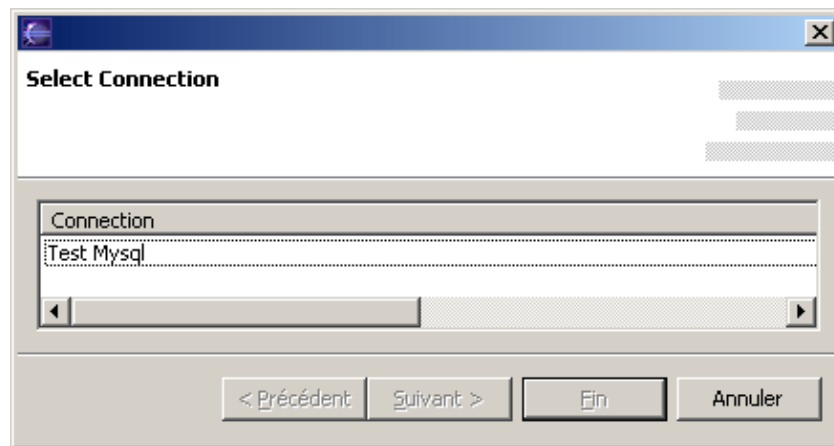 Select Connection
Connection
Test Mysql
< Précédent
Suivant >
Fin
Annuler